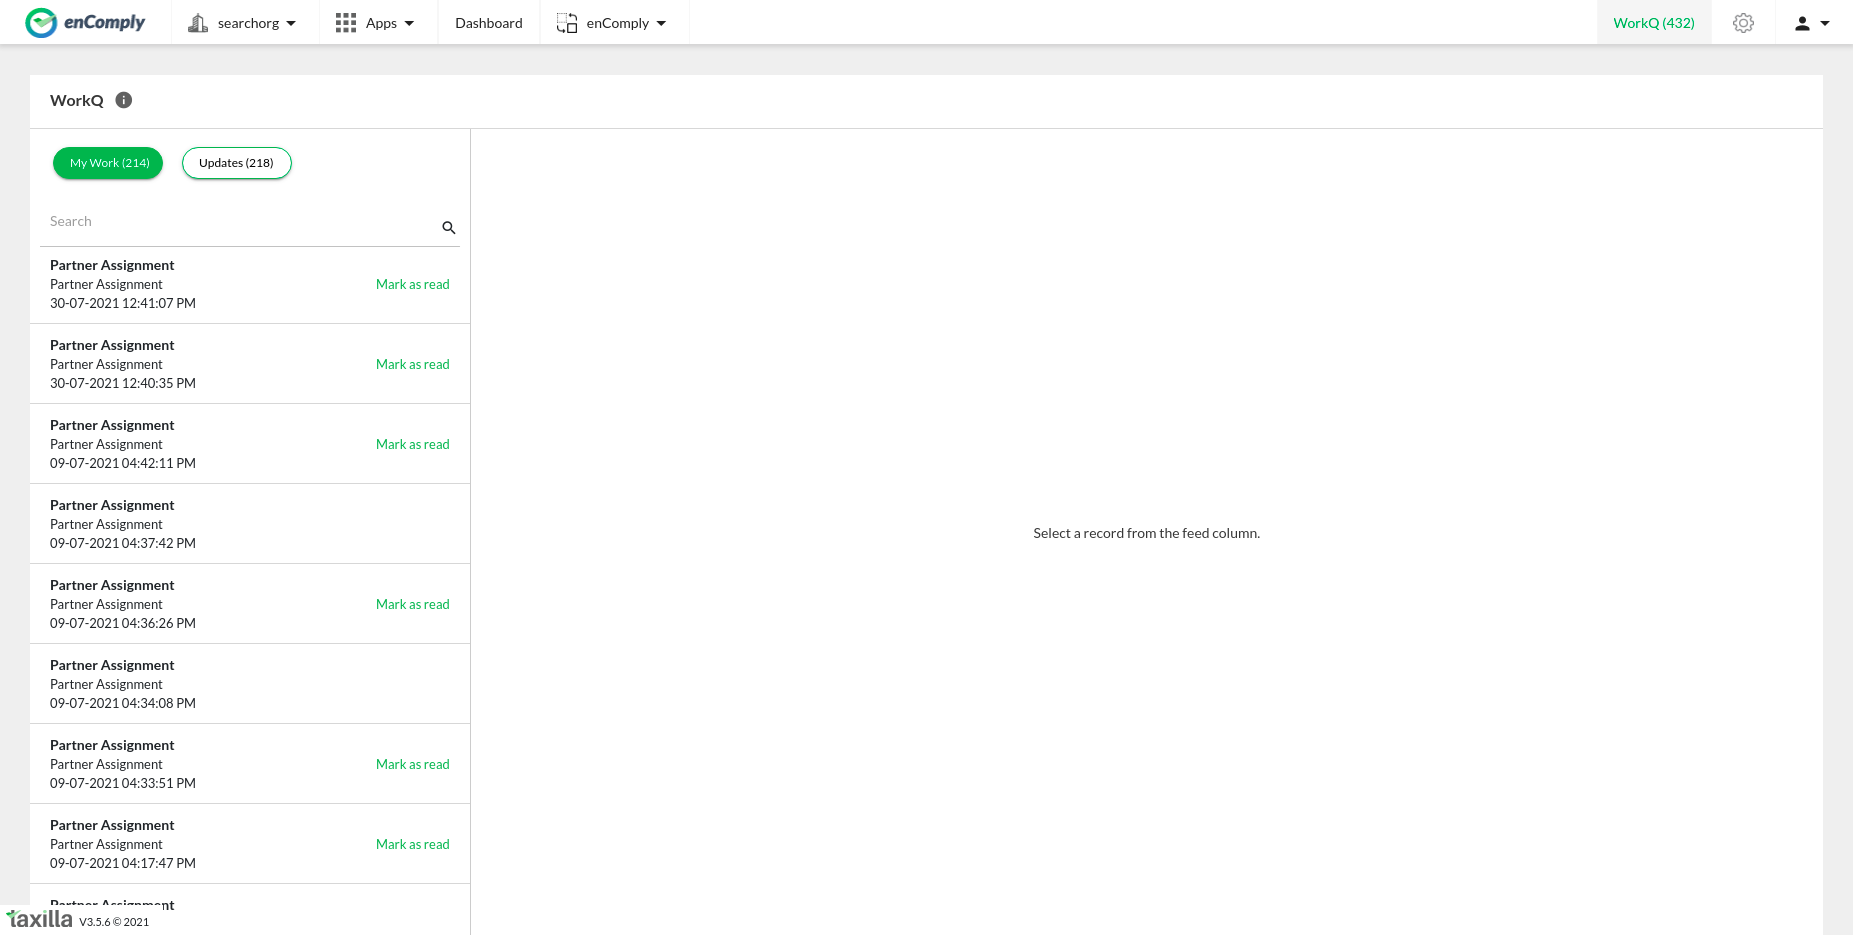 enComply
searchorg
Apps
Dashboard
enComply
WorkQ (432)
WorkQ
My Work (214)
Updates (218)
Search
Partner Assignment
Partner Assignment
Mark as read
30-07-2021 12:41:07 PM
Partner Assignment
Partner Assignment
Mark as read
30-07-2021 12:40:35 PM
Partner Assignment
Partner Assignment
Mark as read
09-07-2021 04:42:11 PM
Partner Assignment
Partner Assignment
09-07-2021 04:37:42 PM
Partner Assignment
Partner Assignment
Mark as read
09-07-2021 04:36:26 PM
Partner Assignment
Partner Assignment
09-07-2021 04:34:08 PM
Partner Assignment
Partner Assignment
Mark as read
09-07-2021 04:33:51 PM
Partner Assignment
Partner Assignment
Mark as read
09-07-2021 04:17:47 PM
Partner Assignment
Select a record from the feed column.
taxilla V3.5.6 © 2021